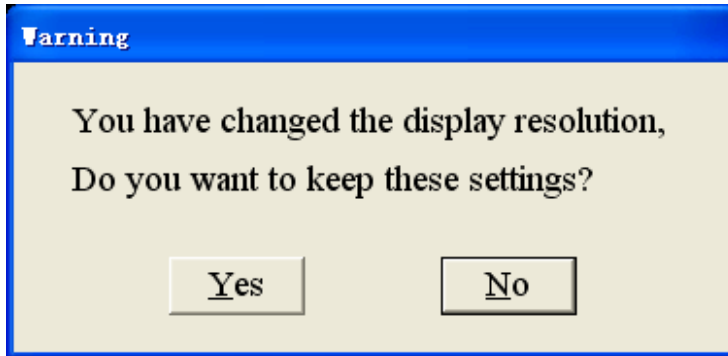 Warning
You have changed the display resolution,
Do you want to keep these settings?
Yes
No